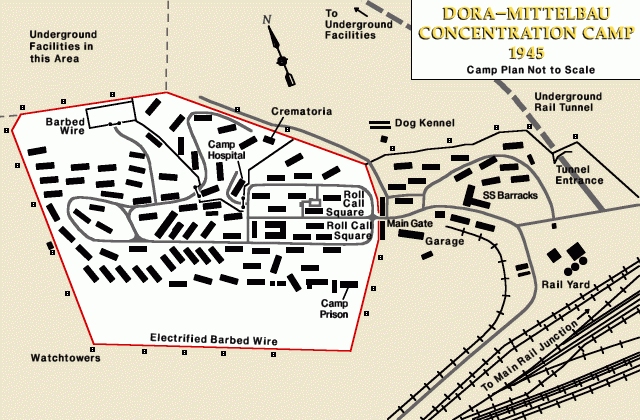 DORA-MITTELBAU
CONCENTRATION CAMP
1945
Camp Plan Not to Scale
N
To
Underground
Facilities
Underground
Facilities in
this Area
Underground
Rail Tunnel
Crematoria
Barbed
Wire
Dog Kennel
Camp
Hospital
Tunnel
Entrance
SS Barracks
Roll
Call
Square
Roll Call
Square
Main Gate
Garage
Rail Yard
Camp
Prison
Electrified Barbed Wire
Watchtowers
To Main Rail Junction